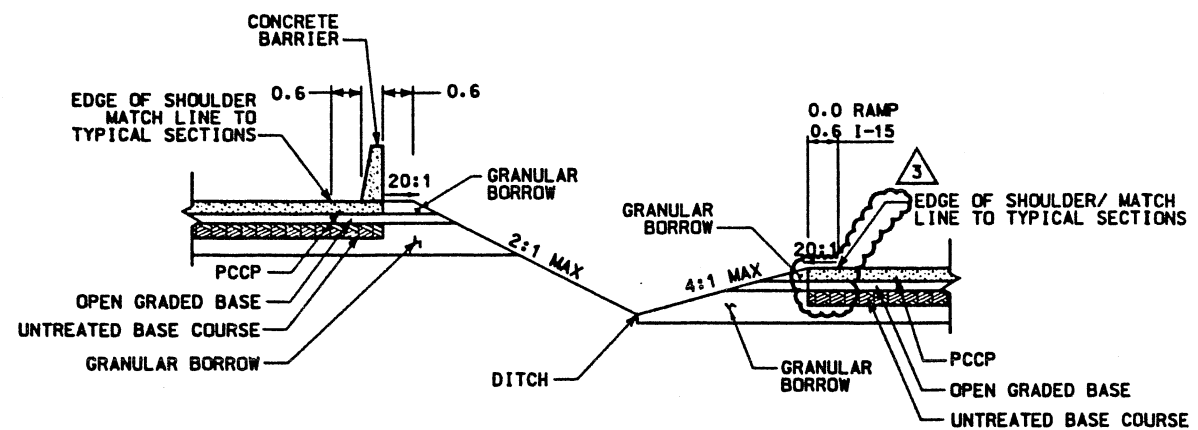 CONCRETE
BARRIER
EDGE OF SHOULDER
MATCH LINE TO
TYPICAL SECTIONS
0.6
0.6
20:1
GRANULAR
BORROW
2:1 MAX
PCCP
OPEN GRADED BASE
UNTREATED BASE COURSE
GRANULAR BORROW
DITCH
0.0 RAMP
0.6 I-15
3
EDGE OF SHOULDER/ MATCH
LINE TO TYPICAL SECTIONS
GRANULAR
BORROW
20:1
4:1 MAX
GRANULAR
BORROW
PCCP
OPEN GRADED BASE
UNTREATED BASE COURSE